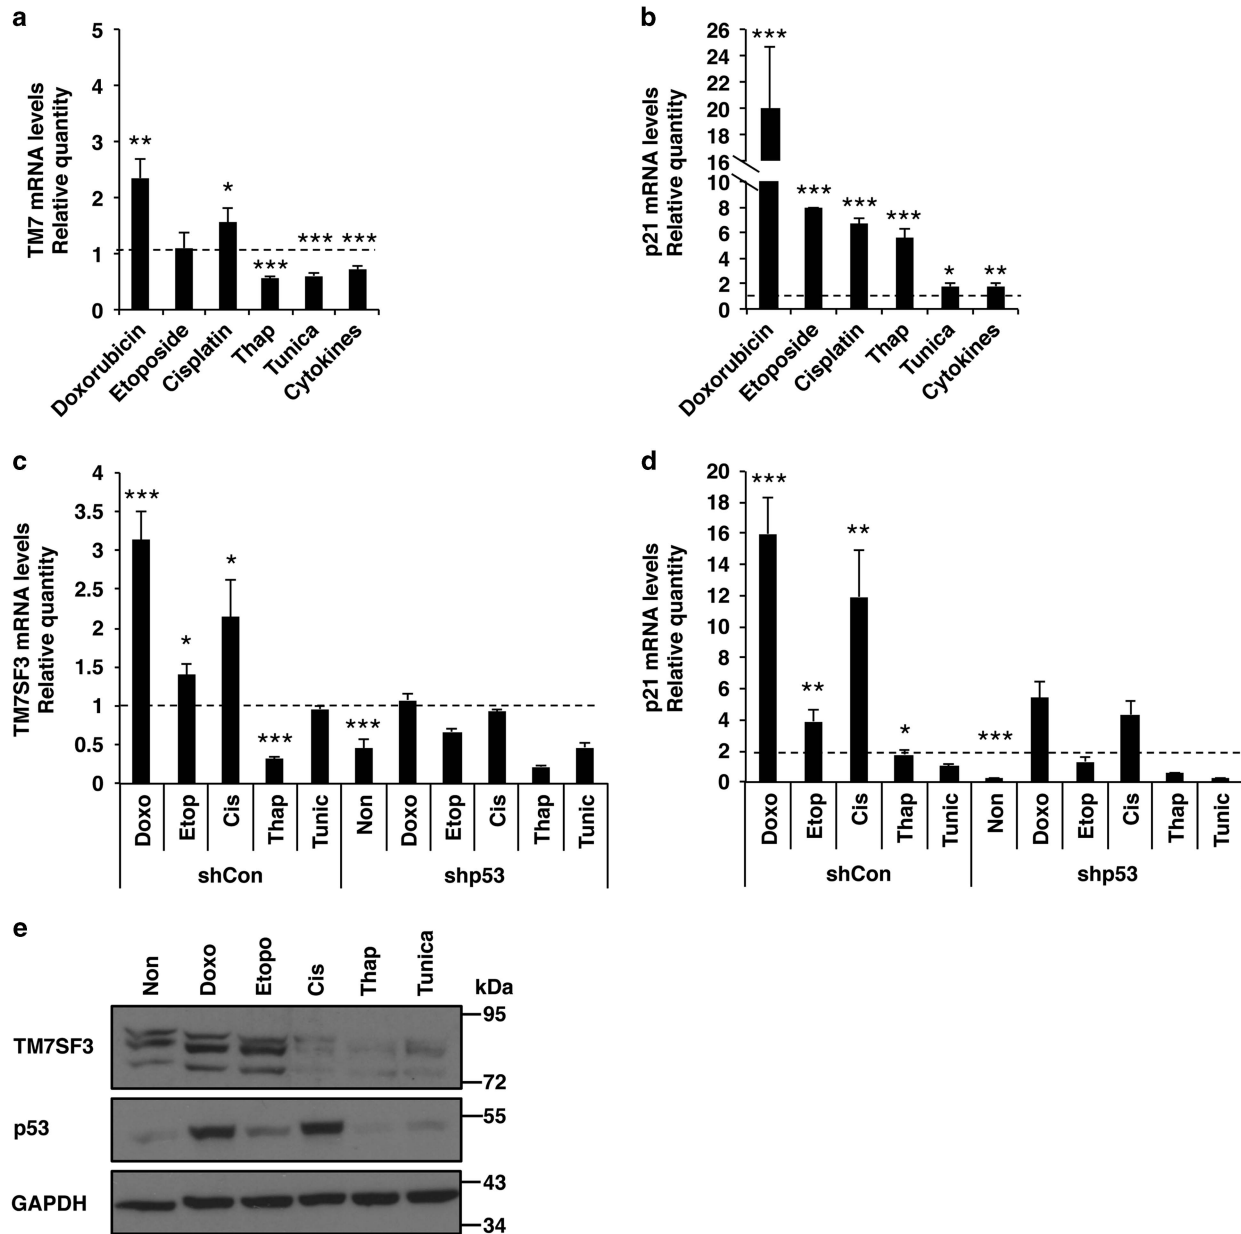 a
TM7 mRNA levels
Relative quantity
5
4
3
2
1
0
**
*
***
***
***
Doxorubicin
Etoposide
Cisplatin
Thap
Tunica
Cytokines
b
p21 mRNA levels
Relative quantity
26
24
22
20
18
16
10
8
6
4
2
0
***
***
***
***
*
**
Doxorubicin
Etoposide
Cisplatin
Thap
Tunica
Cytokines
c
TM7SF3 mRNA levels
Relative quantity
4
3.5
3
2.5
2
1.5
1
0.5
0
***
*
*
***
***
Doxo
Etop
Cis
Thap
Tunic
Non
Doxo
Etop
Cis
Thap
Tunic
shCon
shp53
d
p21 mRNA levels
Relative quantity
20
18
16
14
12
10
8
6
4
2
0
***
**
**
*
***
Doxo
Etop
Cis
Thap
Tunic
Non
Doxo
Etop
Cis
Thap
Tunic
shCon
shp53
e
Non
Doxo
Etopo
Cis
Thap
Tunica
kDa
TM7SF3
95
72
p53
55
GAPDH
43
34